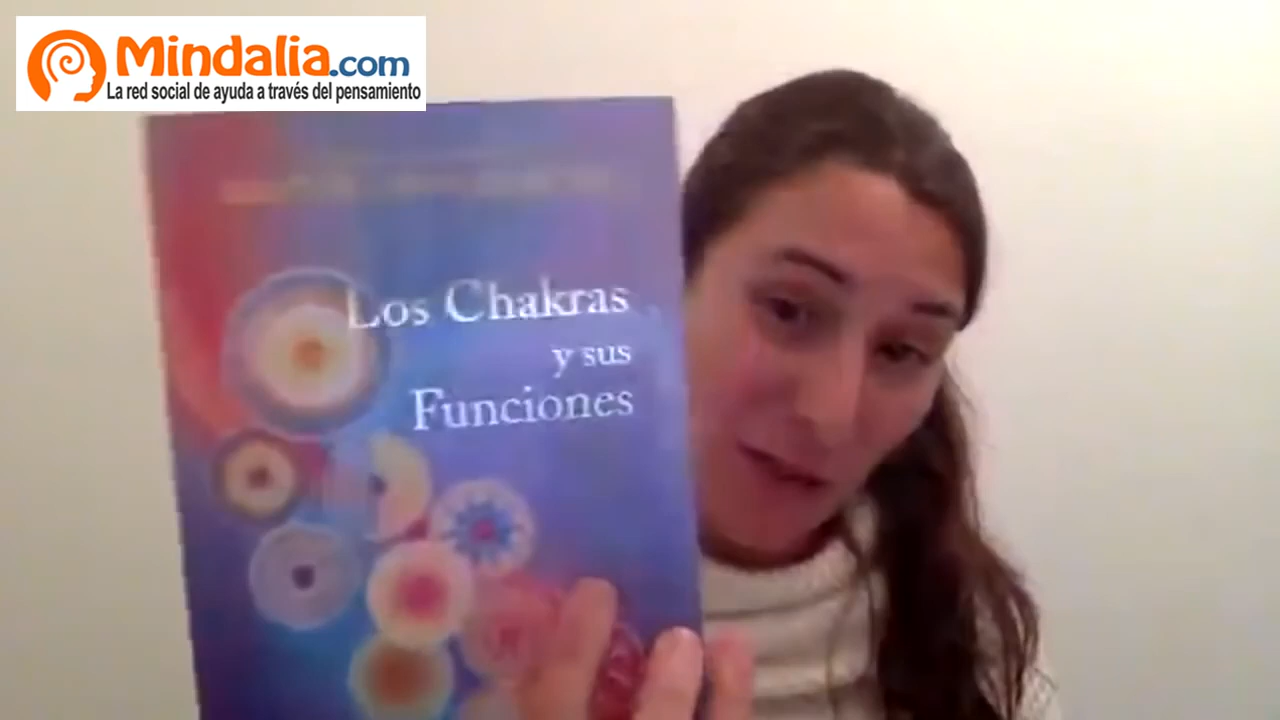 Mindalia.com
La red social de ayuda a través del pensamiento
Los Chakras
y sus
Funciones